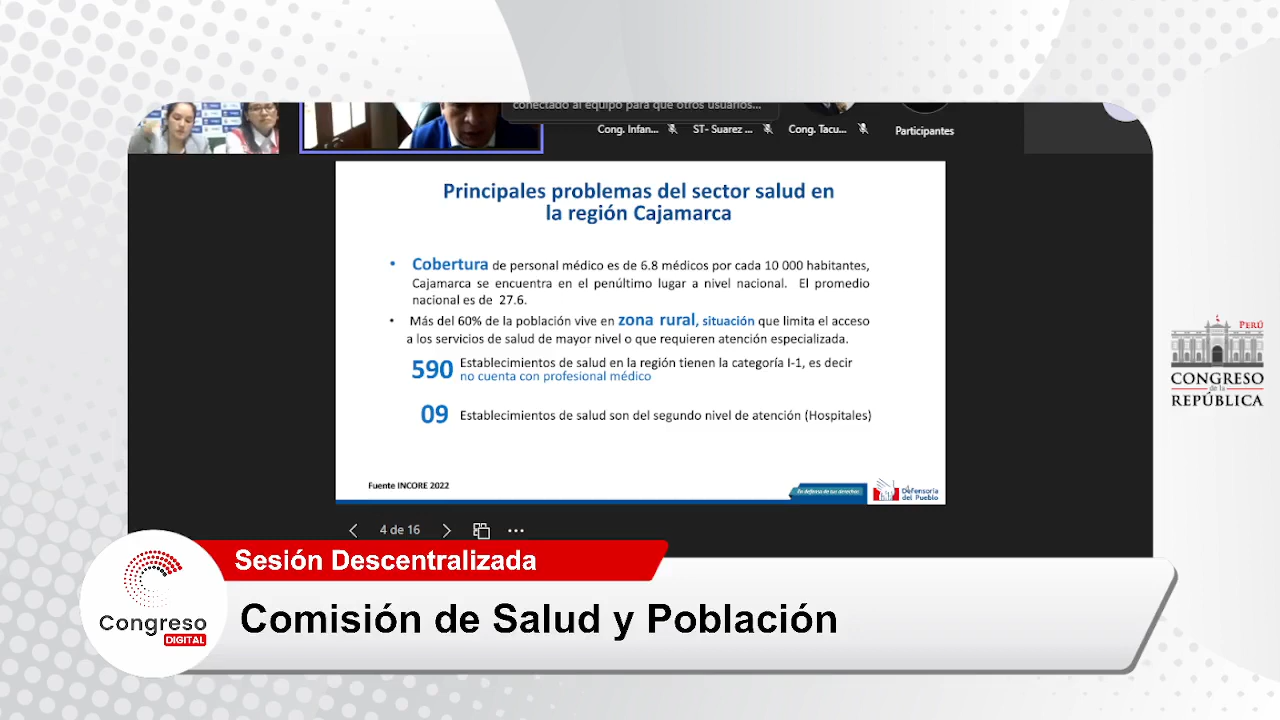 conectado al equipo para que otros usuarios...
Cong. Infan...
ST- Suarez ...
Cong. Tacu...
Participantes
Principales problemas del sector salud en
la región Cajamarca
• Cobertura de personal médico es de 6.8 médicos por cada 10 000 habitantes,
Cajamarca se encuentra en el penúltimo lugar a nivel nacional. El promedio
nacional es de 27.6.
• Más del 60% de la población vive en zona rural, situación que limita el acceso
a los servicios de salud de mayor nivel o que requieren atención especializada.
590 Establecimientos de salud en la región tienen la categoría I-1, es decir
no cuenta con profesional médico
09 Establecimientos de salud son del segundo nivel de atención (Hospitales)
Fuente INCORE 2022
En defensa de tus derechos
Defensoría
del Pueblo
4 de 16
PERÚ
CONGRESO
de la
REPÚBLICA
Sesión Descentralizada
Congreso
DIGITAL
Comisión de Salud y Población